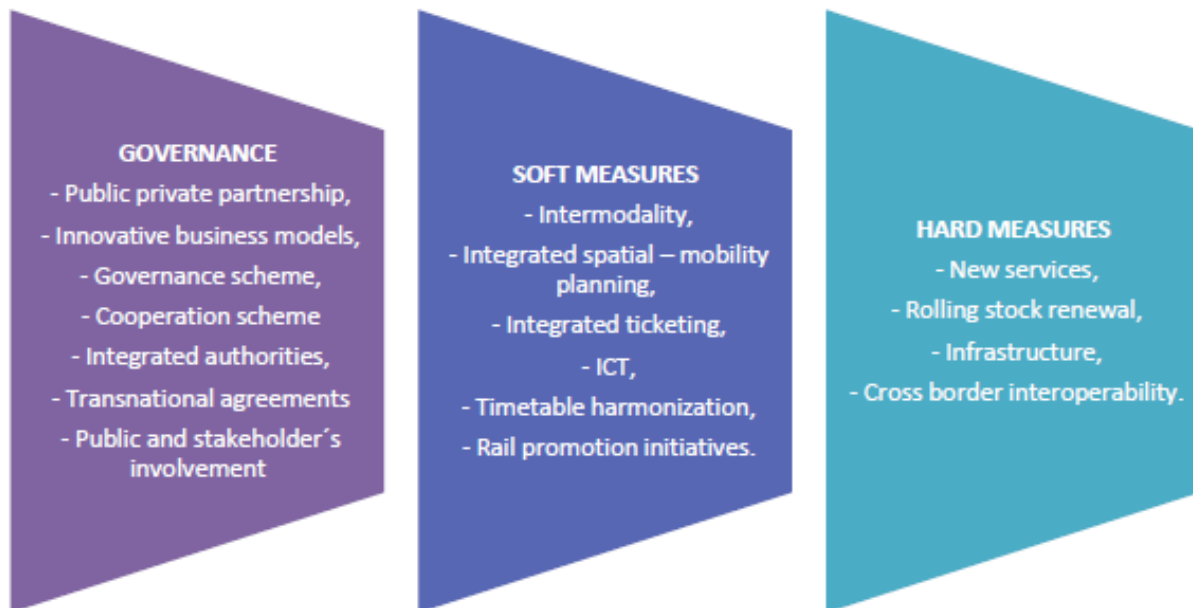 GOVERNANCE
- Public private partnership,
- Innovative business models,
- Governance scheme,
- Cooperation scheme
- Integrated authorities,
- Transnational agreements
- Public and stakeholder´s
involvement
SOFT MEASURES
- Intermodality,
- Integrated spatial – mobility
planning,
- Integrated ticketing,
- ICT,
- Timetable harmonization,
- Rail promotion initiatives.
HARD MEASURES
- New services,
- Rolling stock renewal,
- Infrastructure,
- Cross border interoperability.